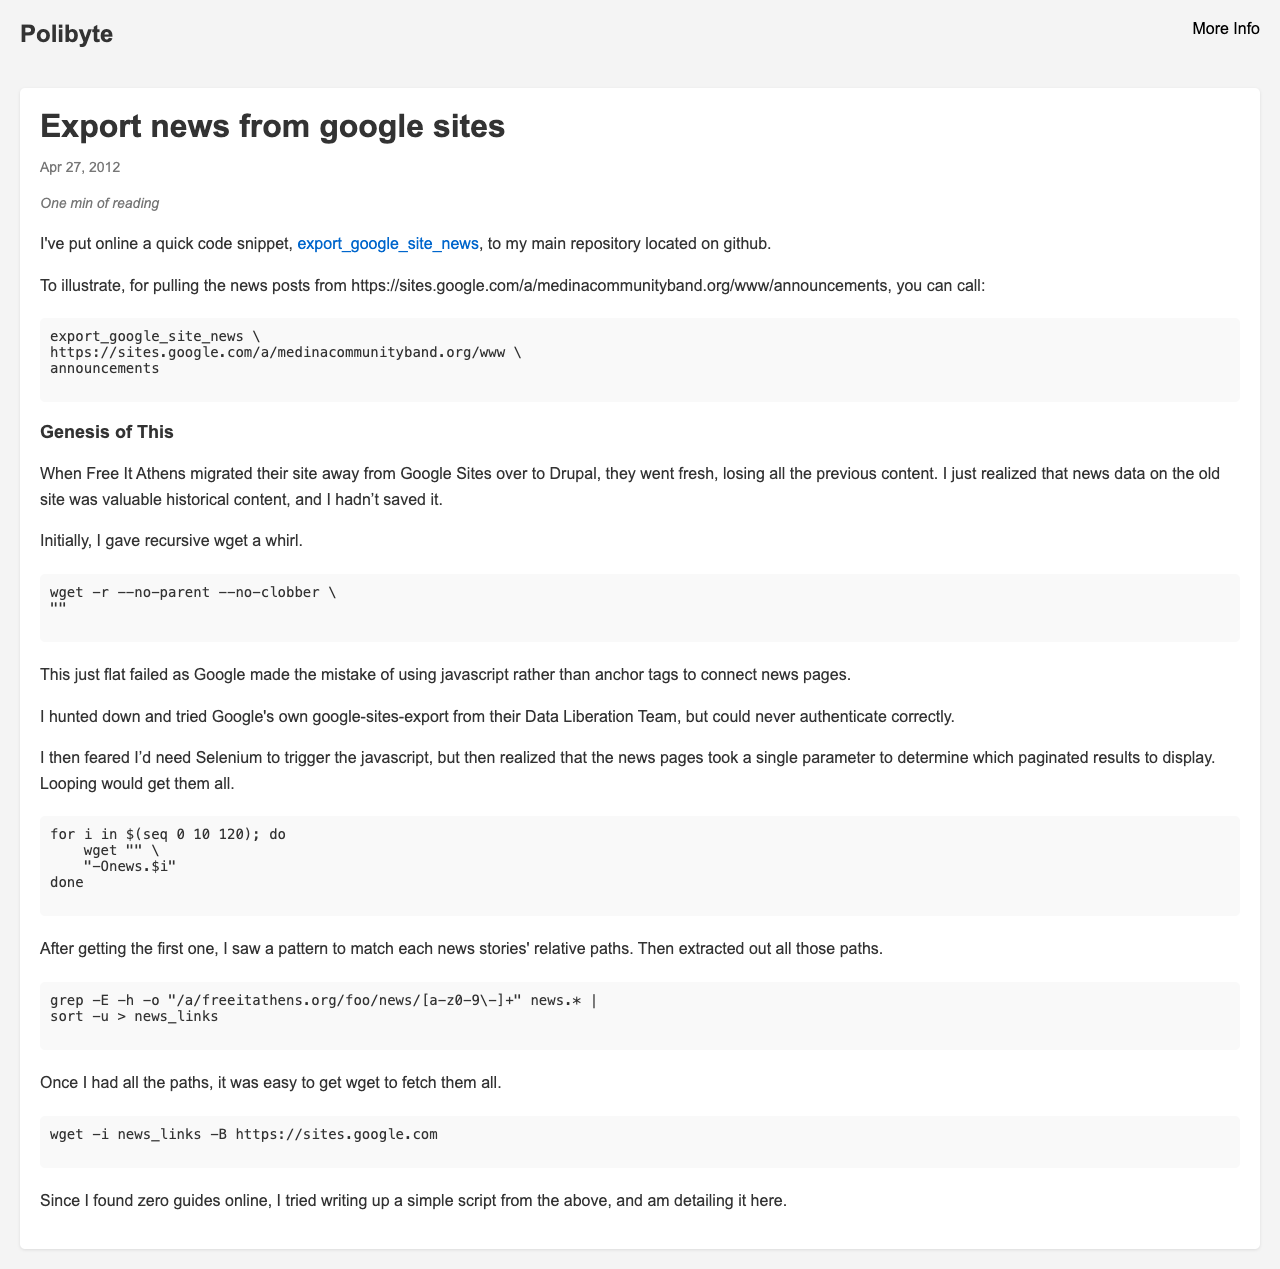 Polibyte
More Info
Export news from google sites
Apr 27, 2012
One min of reading
I've put online a quick code snippet, export_google_site_news, to my main repository located on github.
To illustrate, for pulling the news posts from https://sites.google.com/a/medinacommunityband.org/www/announcements, you can call:
export_google_site_news \
https://sites.google.com/a/medinacommunityband.org/www \
announcements
Genesis of This
When Free It Athens migrated their site away from Google Sites over to Drupal, they went fresh, losing all the previous content. I just realized that news data on the old
site was valuable historical content, and I hadn’t saved it.
Initially, I gave recursive wget a whirl.
wget -r --no-parent --no-clobber \
""
This just flat failed as Google made the mistake of using javascript rather than anchor tags to connect news pages.
I hunted down and tried Google's own google-sites-export from their Data Liberation Team, but could never authenticate correctly.
I then feared I’d need Selenium to trigger the javascript, but then realized that the news pages took a single parameter to determine which paginated results to display.
Looping would get them all.
for i in $(seq 0 10 120); do
    wget "" \
    "-Onews.$i"
done
After getting the first one, I saw a pattern to match each news stories' relative paths. Then extracted out all those paths.
grep -E -h -o "/a/freeitathens.org/foo/news/[a-z0-9\-]+" news.* |
sort -u > news_links
Once I had all the paths, it was easy to get wget to fetch them all.
wget -i news_links -B https://sites.google.com
Since I found zero guides online, I tried writing up a simple script from the above, and am detailing it here.